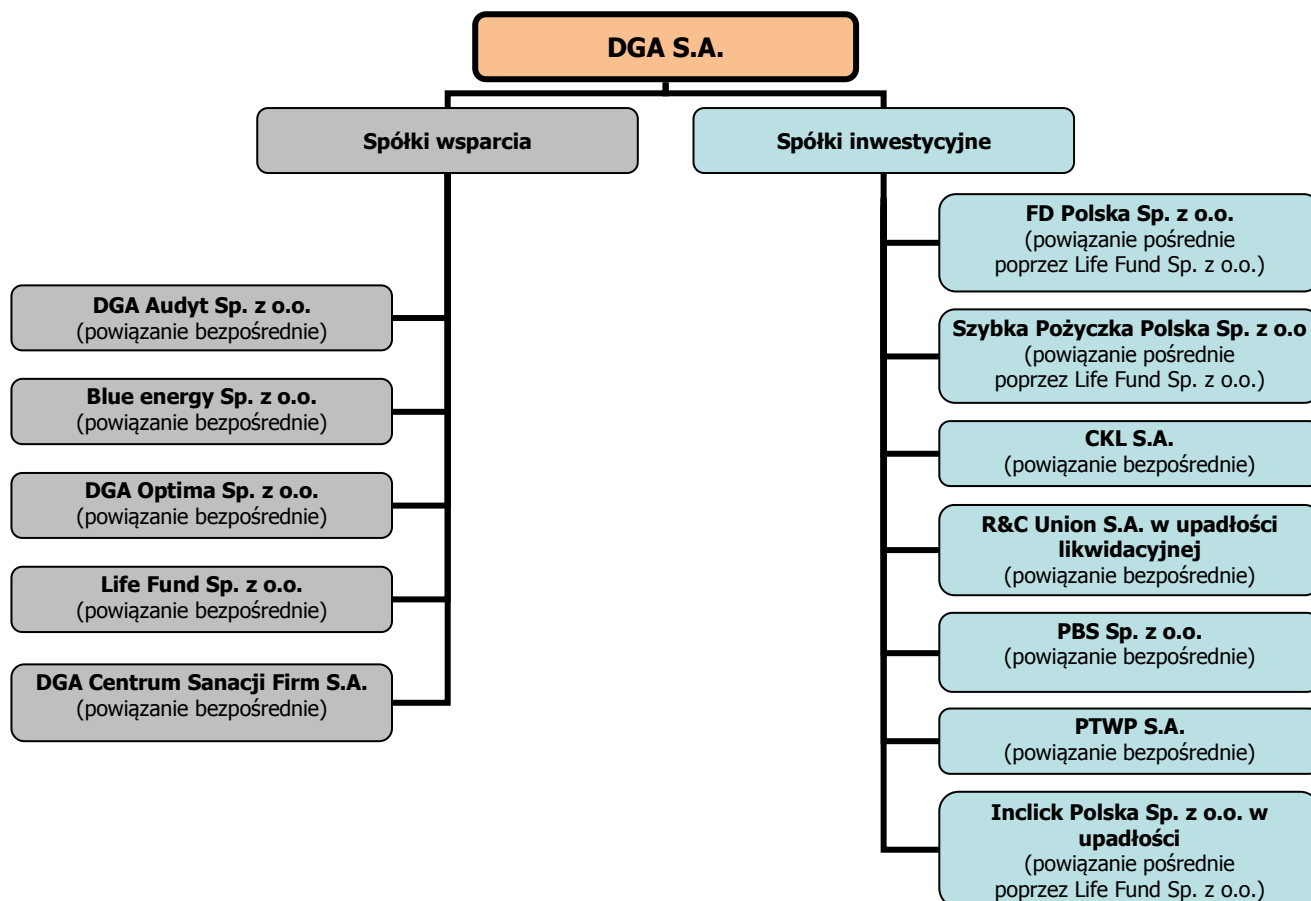 DGA S.A.
Spółki wsparcia
Spółki inwestycyjne
DGA Audyt Sp. z o.o.
(powiązanie bezpośrednie)
Blue energy Sp. z o.o.
(powiązanie bezpośrednie)
DGA Optima Sp. z o.o.
(powiązanie bezpośrednie)
Life Fund Sp. z o.o.
(powiązanie bezpośrednie)
DGA Centrum Sanacji Firm S.A.
(powiązanie bezpośrednie)
FD Polska Sp. z o.o.
(powiązanie pośrednie
poprzez Life Fund Sp. z o.o.)
Szybka Pożyczka Polska Sp. z o.o
(powiązanie pośrednie
poprzez Life Fund Sp. z o.o.)
CKL S.A.
(powiązanie bezpośrednie)
R&C Union S.A. w upadłości
likwidacyjnej
(powiązanie bezpośrednie)
PBS Sp. z o.o.
(powiązanie bezpośrednie)
PTWP S.A.
(powiązanie bezpośrednie)
Inclick Polska Sp. z o.o. w
upadłości
(powiązanie pośrednie
poprzez Life Fund Sp. z o.o.)